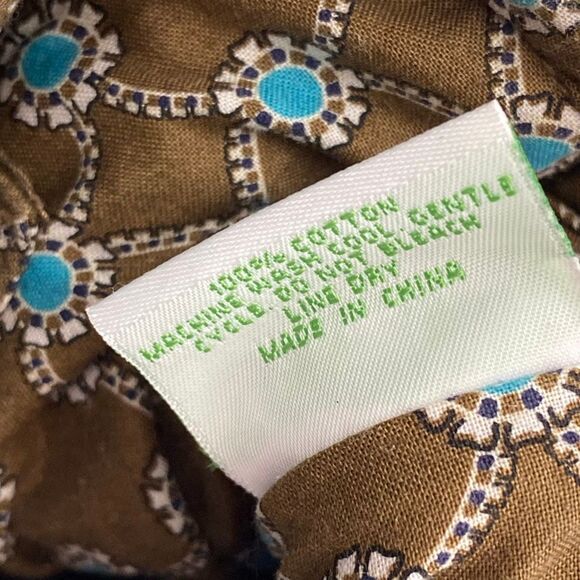 100% COTTON
MACHINE WASH COOL, GENTLE
CYCLE. DO NOT BLEACH
LINE DRY
MADE IN CHINA